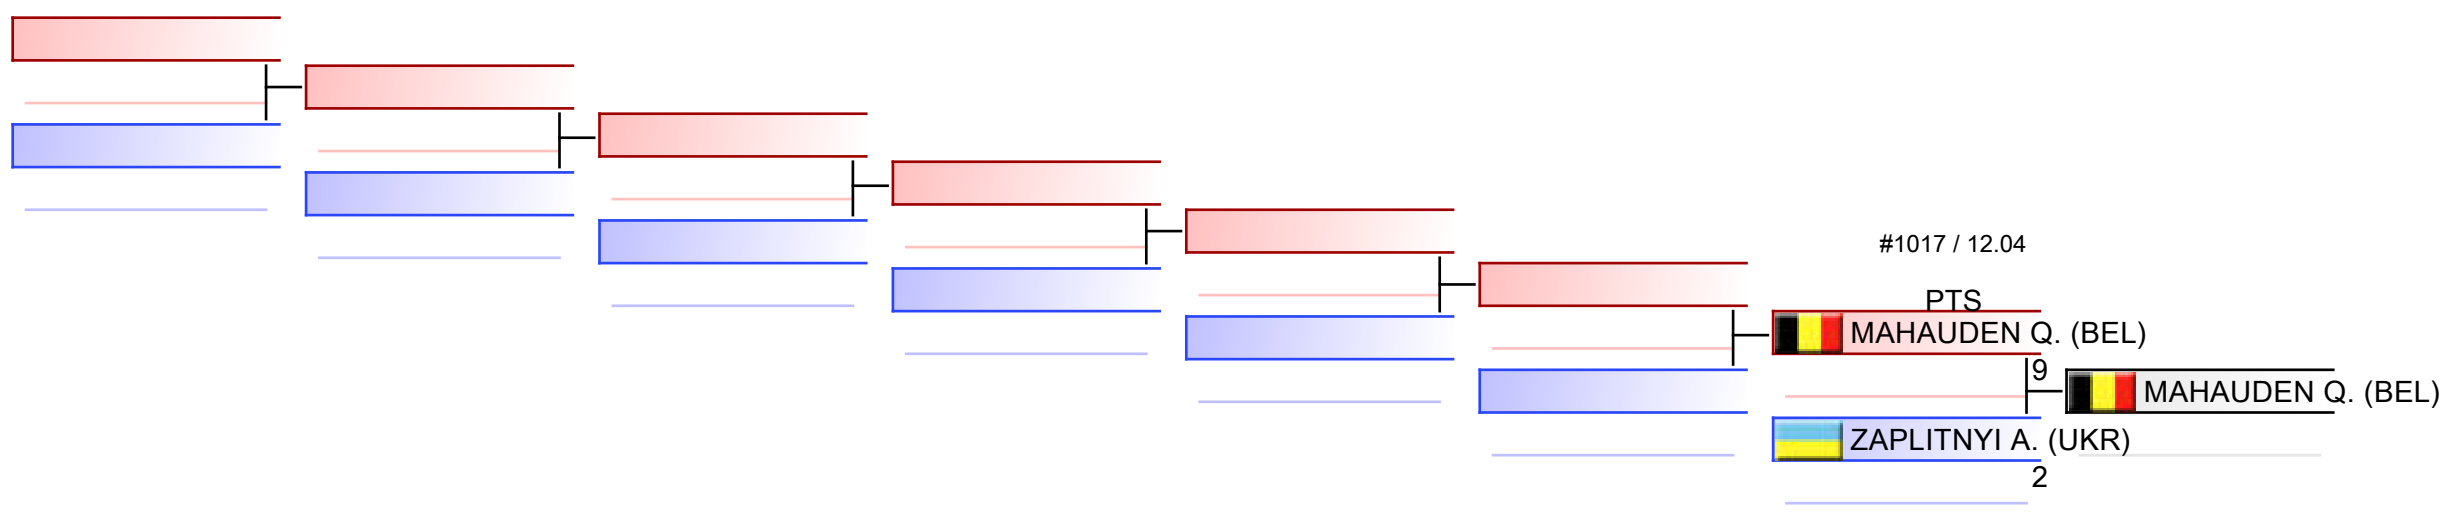 #1017 / 12.04
PTS
MAHAUDEN Q. (BEL)
9
MAHAUDEN Q. (BEL)
ZAPLITNYI A. (UKR)
2